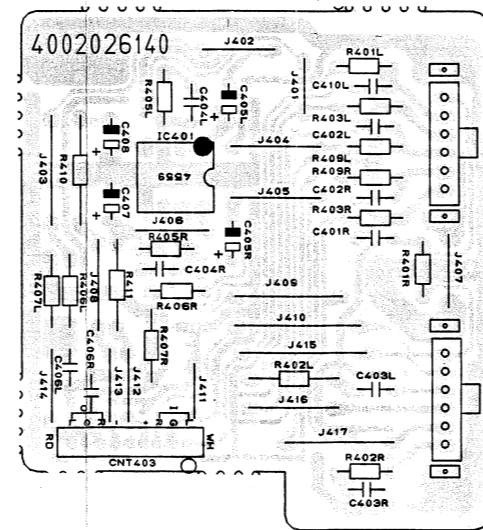 4002026140
J402
R401L
J401
C410L
R405L
C404L
C405L
+
R403L
C402L
C408
+
IC401
4559
J404
R409L
R409R
J403
R410
C407
+
J405
C402R
R403R
J406
C401R
R405R
C405R
+
C404R
R401R
J407
R407L
R406L
J408
R411
R406R
J409
J410
R407R
J415
R402L
C403L
J414
C406L
C406R
J413
J412
J411
J416
L O R - + R G I L
RD
WH
J417
CNT403
R402R
C403R